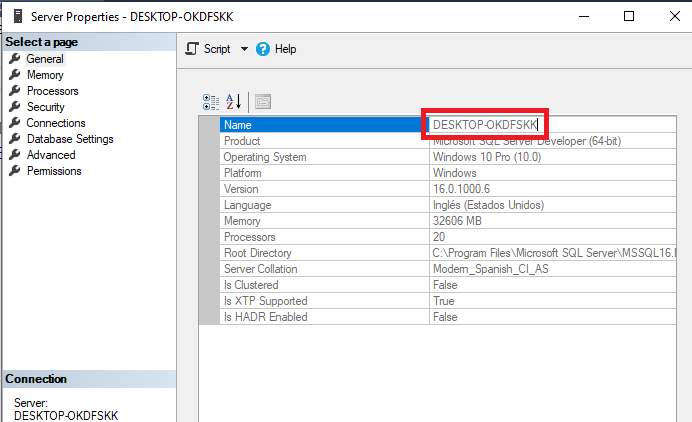 Server Properties - DESKTOP-OKDFSKK
Select a page
General
Memory
Processors
Security
Connections
Database Settings
Advanced
Permissions
Script
Help
Name DESKTOP-OKDFSKK
Product Microsoft SQL Server Developer (64-bit)
Operating System Windows 10 Pro (10.0)
Platform Windows
Version 16.0.1000.6
Language Inglés (Estados Unidos)
Memory 32606 MB
Processors 20
Root Directory C:\Program Files\Microsoft SQL Server\MSSQL16.
Server Collation Modern_Spanish_CI_AS
Is Clustered False
Is XTP Supported True
Is HADR Enabled False
Connection
Server:
DESKTOP-OKDFSKK